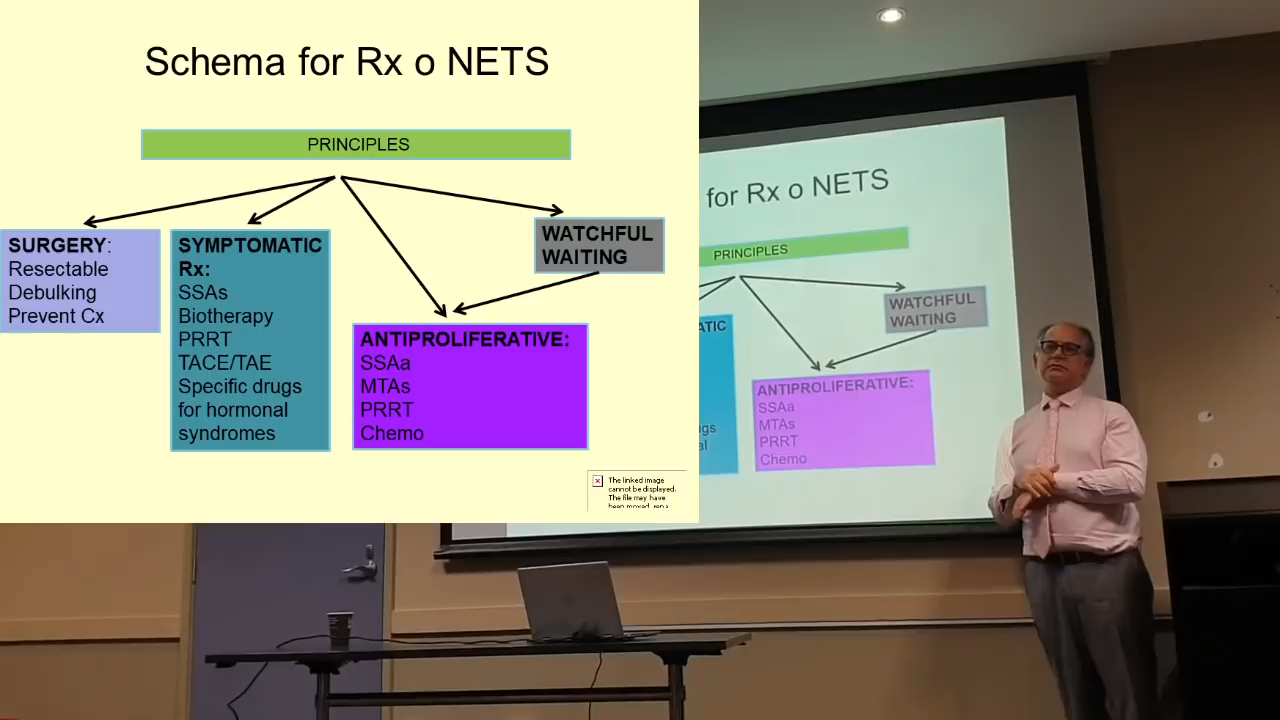 Schema for Rx o NETS
PRINCIPLES
SURGERY:
Resectable
Debulking
Prevent Cx
SYMPTOMATIC
Rx:
SSAs
Biotherapy
PRRT
TACE/TAE
Specific drugs
for hormonal
syndromes
ANTIPROLIFERATIVE:
SSAa
MTAs
PRRT
Chemo
WATCHFUL
WAITING
The linked image
cannot be displayed.
The file may have
for Rx o NETS
PRINCIPLES
WATCHFUL
WAITING
ANTIPROLIFERATIVE:
SSAa
MTAs
PRRT
Chemo